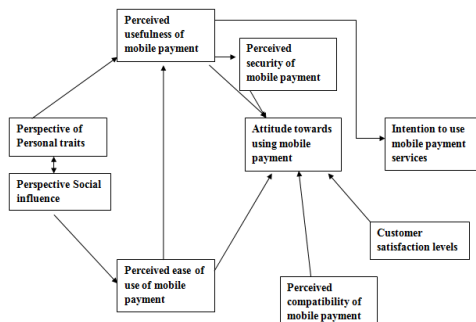 Perceived
usefulness of
mobile payment
Perceived
security of
mobile payment
Perspective of
Personal traits
Attitude towards
using mobile
payment
Intention to use
mobile payment
services
Perspective Social
influence
Customer
satisfaction levels
Perceived ease of
use of mobile
payment
Perceived
compatibility of
mobile payment